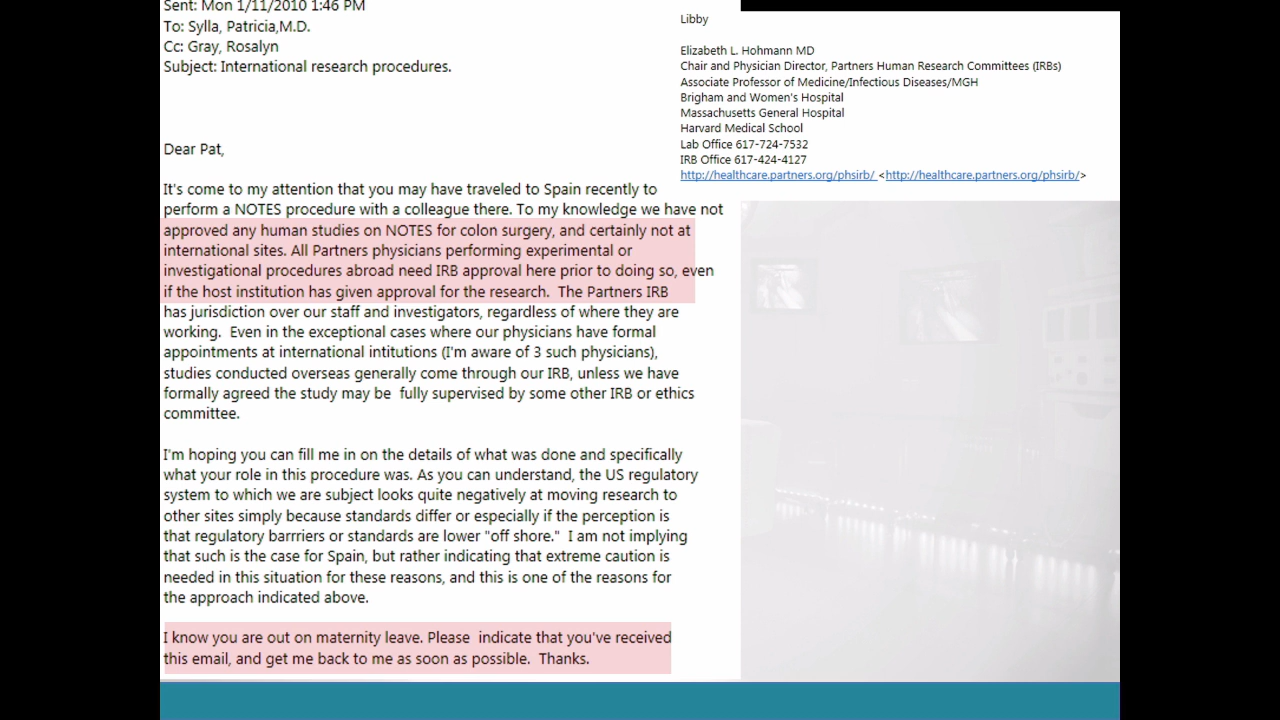 Sent: Mon 1/11/2010 1:46 PM
To: Sylla, Patricia,M.D.
Cc: Gray, Rosalyn
Subject: International research procedures.
Dear Pat,
It's come to my attention that you may have traveled to Spain recently to
perform a NOTES procedure with a colleague there. To my knowledge we have not
approved any human studies on NOTES for colon surgery, and certainly not at
international sites. All Partners physicians performing experimental or
investigational procedures abroad need IRB approval here prior to doing so, even
if the host institution has given approval for the research.  The Partners IRB
has jurisdiction over our staff and investigators, regardless of where they are
working.  Even in the exceptional cases where our physicians have formal
appointments at international intitutions (I'm aware of 3 such physicians),
studies conducted overseas generally come through our IRB, unless we have
formally agreed the study may be  fully supervised by some other IRB or ethics
committee.
I'm hoping you can fill me in on the details of what was done and specifically
what your role in this procedure was. As you can understand, the US regulatory
system to which we are subject looks quite negatively at moving research to
other sites simply because standards differ or especially if the perception is
that regulatory barrriers or standards are lower "off shore."  I am not implying
that such is the case for Spain, but rather indicating that extreme caution is
needed in this situation for these reasons, and this is one of the reasons for
the approach indicated above.
I know you are out on maternity leave. Please  indicate that you've received
this email, and get me back to me as soon as possible.  Thanks.
Libby
Elizabeth L. Hohmann MD
Chair and Physician Director, Partners Human Research Committees (IRBs)
Associate Professor of Medicine/Infectious Diseases/MGH
Brigham and Women's Hospital
Massachusetts General Hospital
Harvard Medical School
Lab Office 617-724-7532
IRB Office 617-424-4127
http://healthcare.partners.org/phsirb/ <http://healthcare.partners.org/phsirb/>